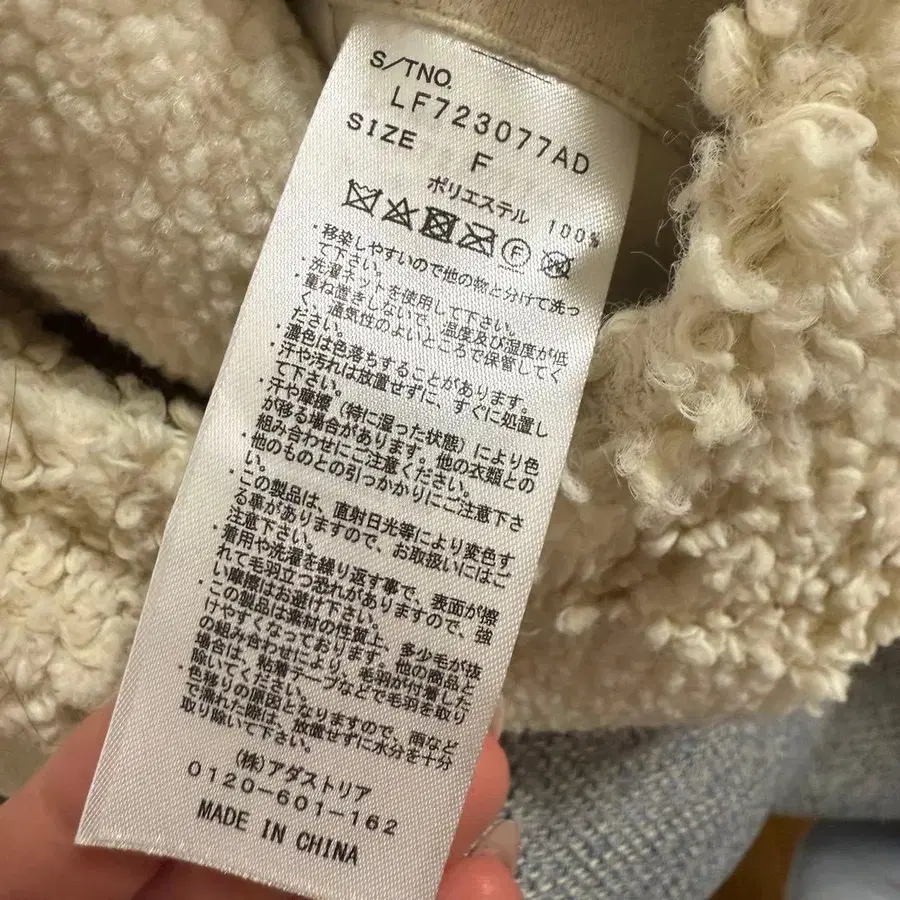 S/TNO.
LF723077AD
SIZE F
ポリエステル 100%
F
・移染しやすいので他の物と分けて洗っ
て下さい。
・洗濯ネットを使用して下さい。
・重ね置きしないで、温度及び湿度が低
く、通気性のよいところで保管してく
ださい。
・濃色は色落ちすることがあります。
・汗や汚れは放置せずに、すぐに処置し
て下さい。
・汗や摩擦（特に湿った状態）により色
が移る場合があります。他の衣類との
組み合わせにご注意ください。
・他のものとの引っかかりにご注意下さ
い。
・この製品は、直射日光等により変色す
る事がありますので、お取扱いにはご
注意下さい。
・着用や洗濯を繰り返す事で、表面が擦
れて毛羽立つ恐れがありますので、強
い摩擦はお避け下さい。
・この製品は素材の性質上、多少毛が抜
けやすくなっております。他の商品と
の組み合わせにより、毛羽が付着した
場合は、粘着テープなどで毛羽を取り
除いてください。
・色移りの原因となりますので、雨など
で濡れた際は、放置せずに水分を十分
取り除いて下さい。
(株)アダストリア
0120-601-162
MADE IN CHINA